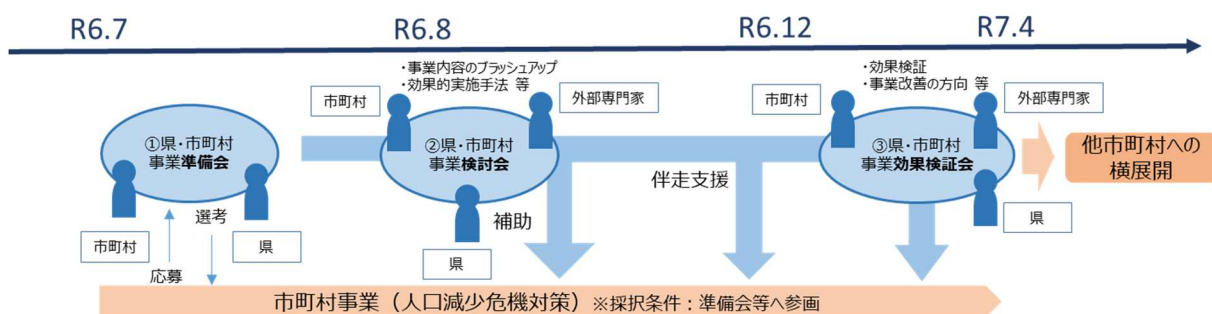 R6.7
R6.8
R6.12
R7.4
①県・市町村
事業準備会
市町村
県
応募
選考
・事業内容のブラッシュアップ
・効果的実施手法 等
市町村
外部専門家
②県・市町村
事業検討会
県
補助
伴走支援
・効果検証
・事業改善の方向 等
市町村
外部専門家
③県・市町村
事業効果検証会
県
他市町村への
横展開
市町村事業（人口減少危機対策）※採択条件：準備会等へ参画